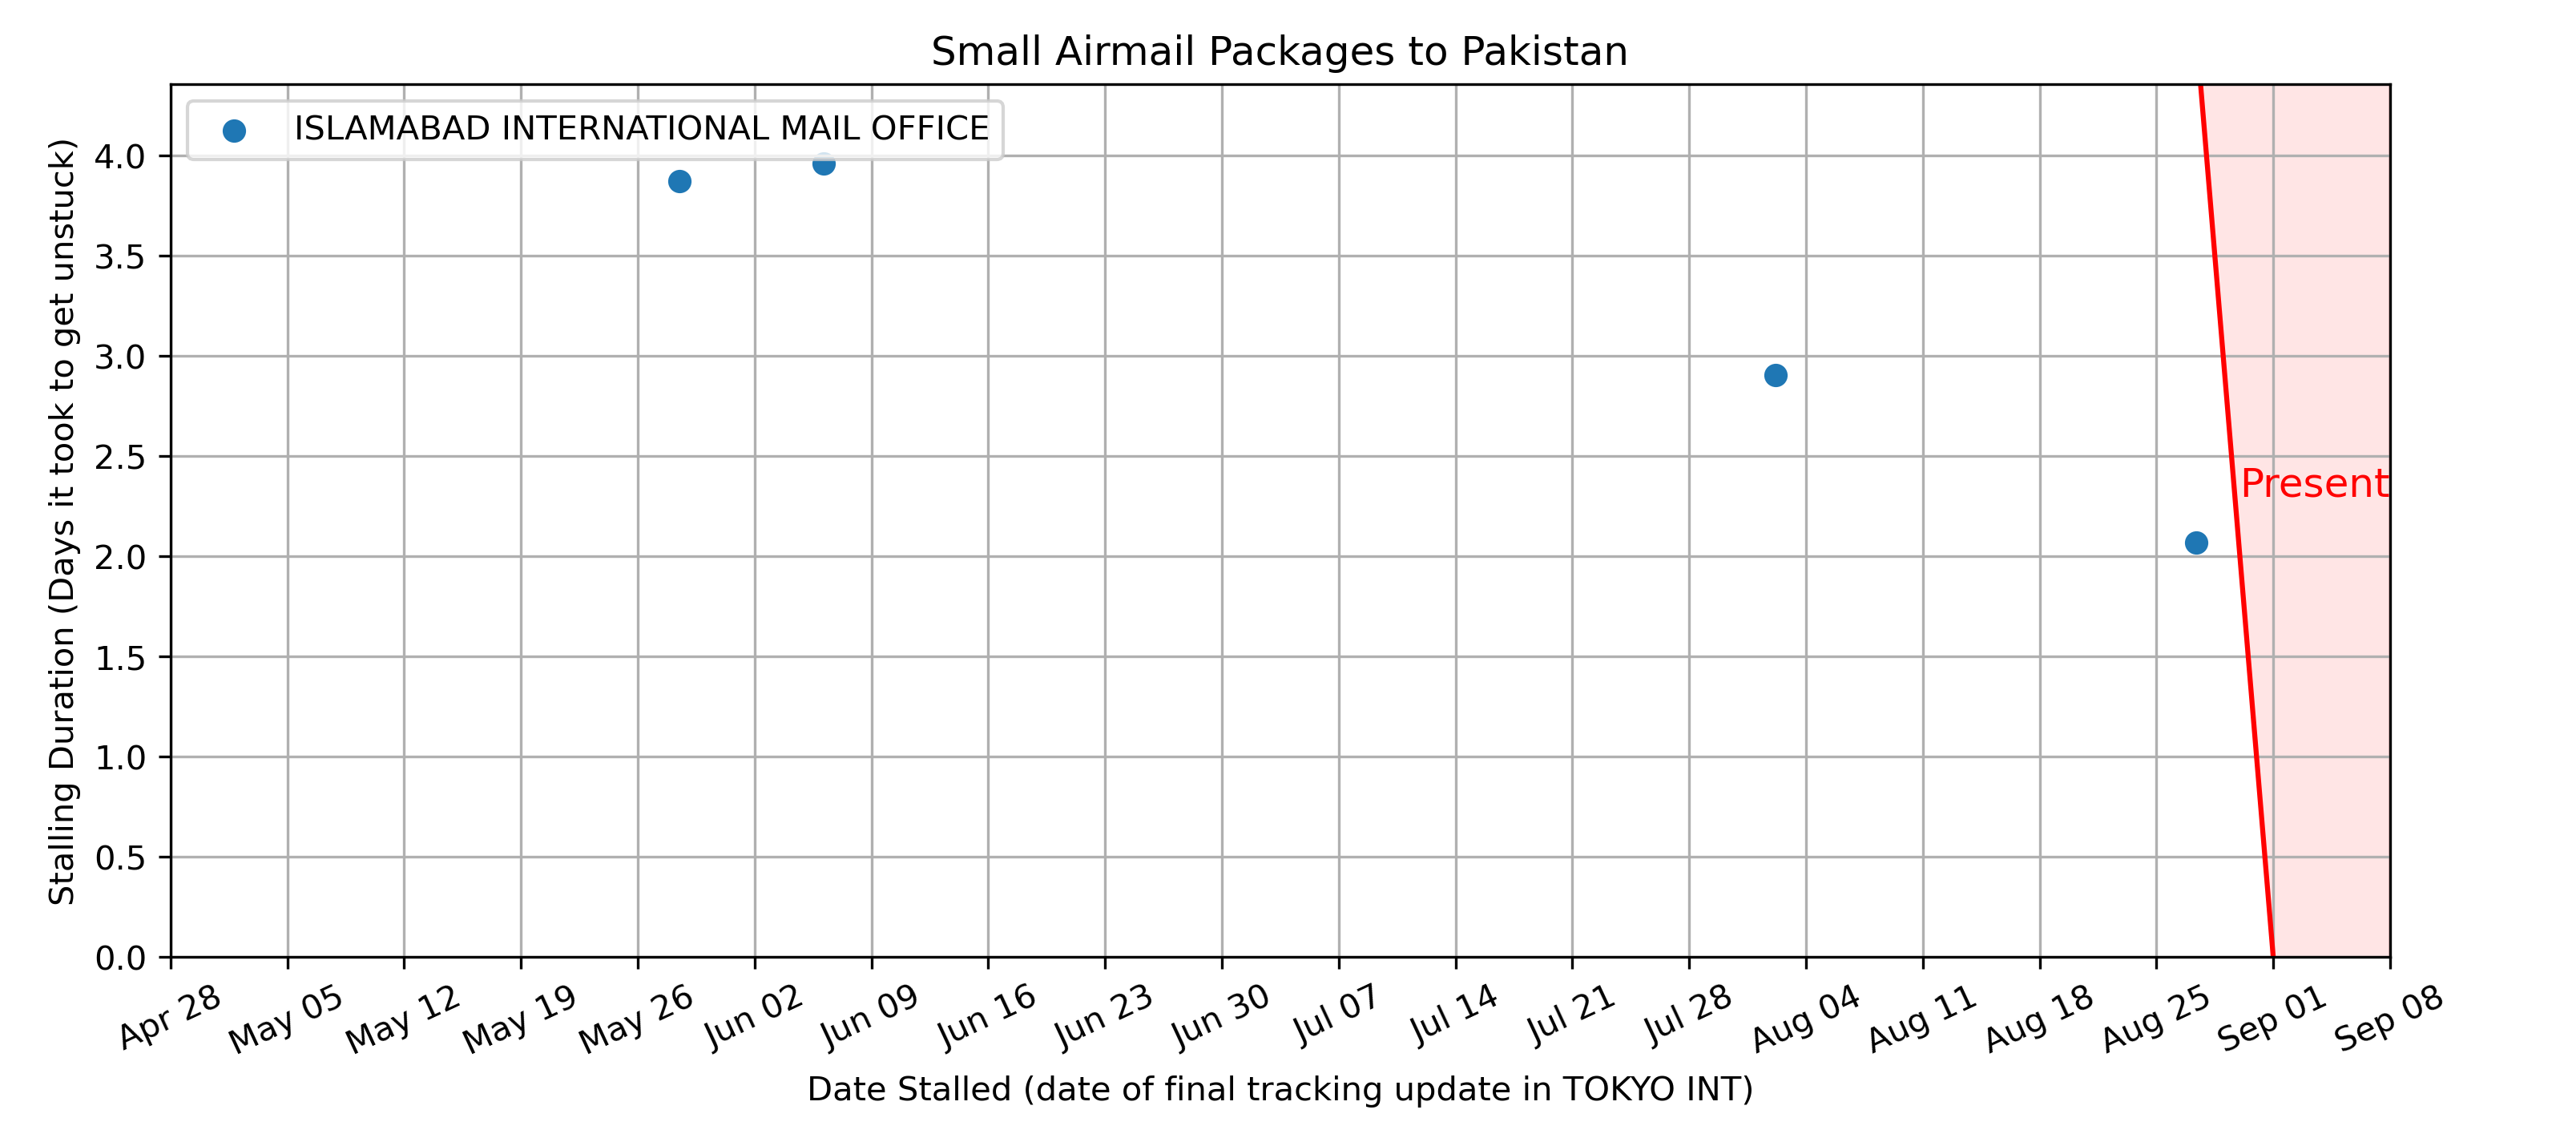 Small Airmail Packages to Pakistan
ISLAMABAD INTERNATIONAL MAIL OFFICE
Stalling Duration (Days it took to get unstuck)
4.0
3.5
3.0
2.5
2.0
1.5
1.0
0.5
0.0
Present
Apr 28 May 05 May 12 May 19 May 26 Jun 02 Jun 09 Jun 16 Jun 23 Jun 30 Jul 07 Jul 14 Jul 21 Jul 28 Aug 04 Aug 11 Aug 18 Aug 25 Sep 01 Sep 08
Date Stalled (date of final tracking update in TOKYO INT)